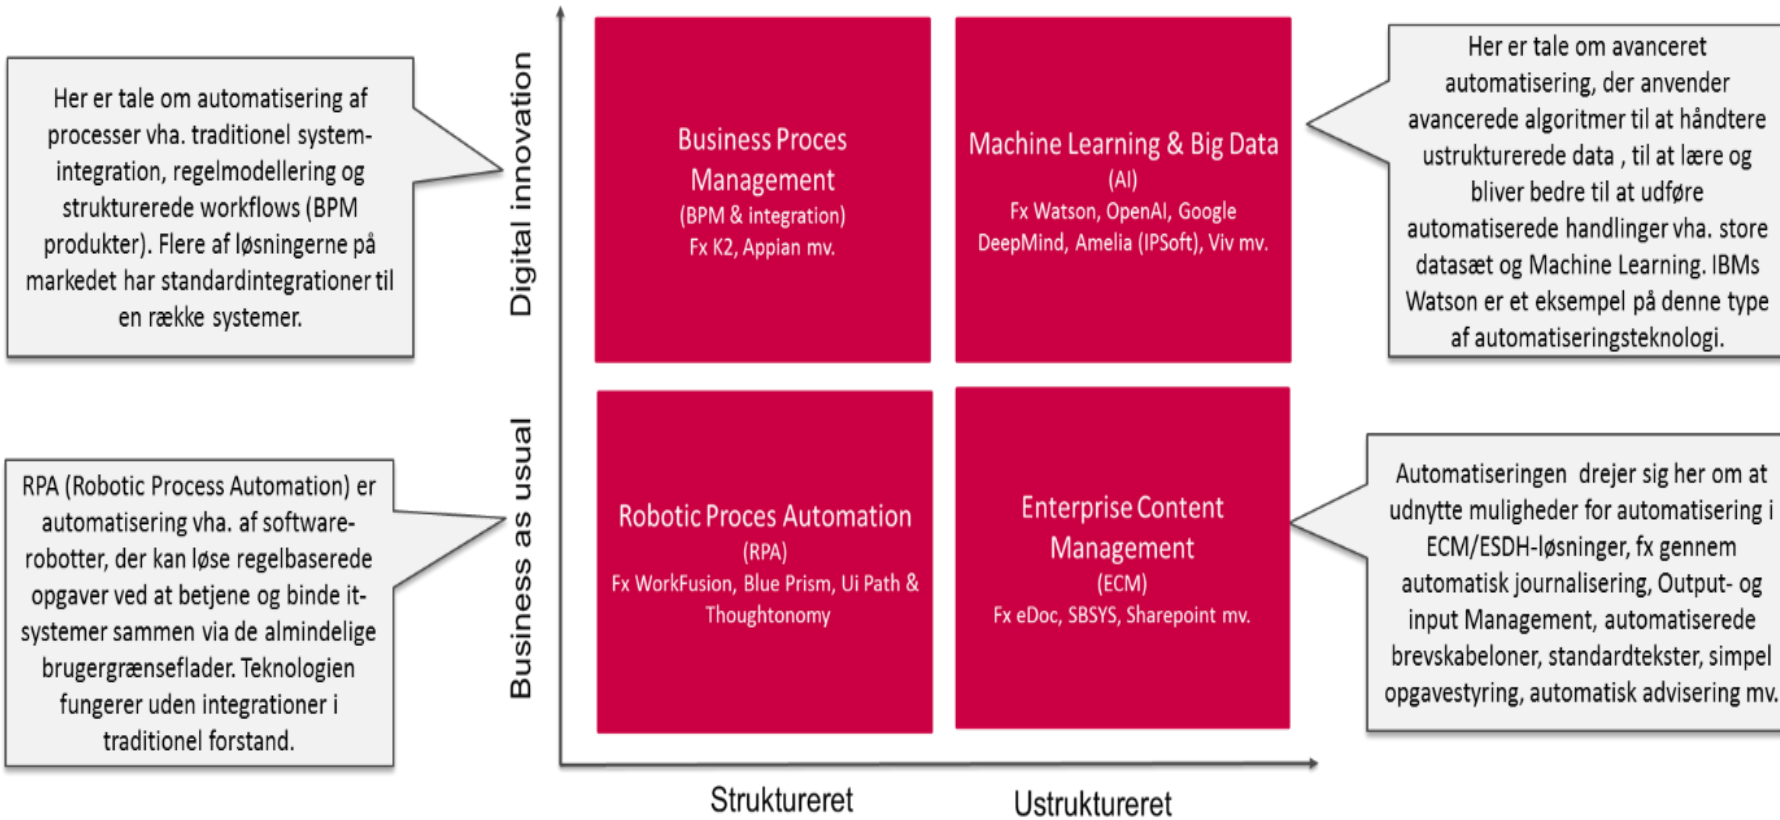 Her er tale om automatisering af
processer vha. traditionel system-
integration, regelmodellering og
strukturerede workflows (BPM
produkter). Flere af løsningerne på
markedet har standardintegrationer til
en række systemer.
RPA (Robotic Process Automation) er
automatisering vha. af software-
robotter, der kan løse regelbaserede
opgaver ved at betjene og binde it-
systemer sammen via de almindelige
brugergrænseflader. Teknologien
fungerer uden integrationer i
traditionel forstand.
Digital innovation
Business as usual
Business Proces
Management
(BPM & integration)
Fx K2, Appian mv.
Machine Learning & Big Data
(AI)
Fx Watson, OpenAI, Google
DeepMind, Amelia (IPSoft), Viv mv.
Robotic Proces Automation
(RPA)
Fx WorkFusion, Blue Prism, Ui Path &
Thoughtonomy
Enterprise Content
Management
(ECM)
Fx eDoc, SBSYS, Sharepoint mv.
Struktureret
Ustruktureret
Her er tale om avanceret
automatisering, der anvender
avancerede algoritmer til at håndtere
ustrukturerede data , til at lære og
bliver bedre til at udføre
automatiserede handlinger vha. store
datasæt og Machine Learning. IBMs
Watson er et eksempel på denne type
af automatiseringsteknologi.
Automatiseringen  drejer sig her om at
udnytte muligheder for automatisering i
ECM/ESDH-løsninger, fx gennem
automatisk journalisering, Output- og
input Management, automatiserede
brevskabeloner, standardtekster, simpel
opgavestyring, automatisk advisering mv.